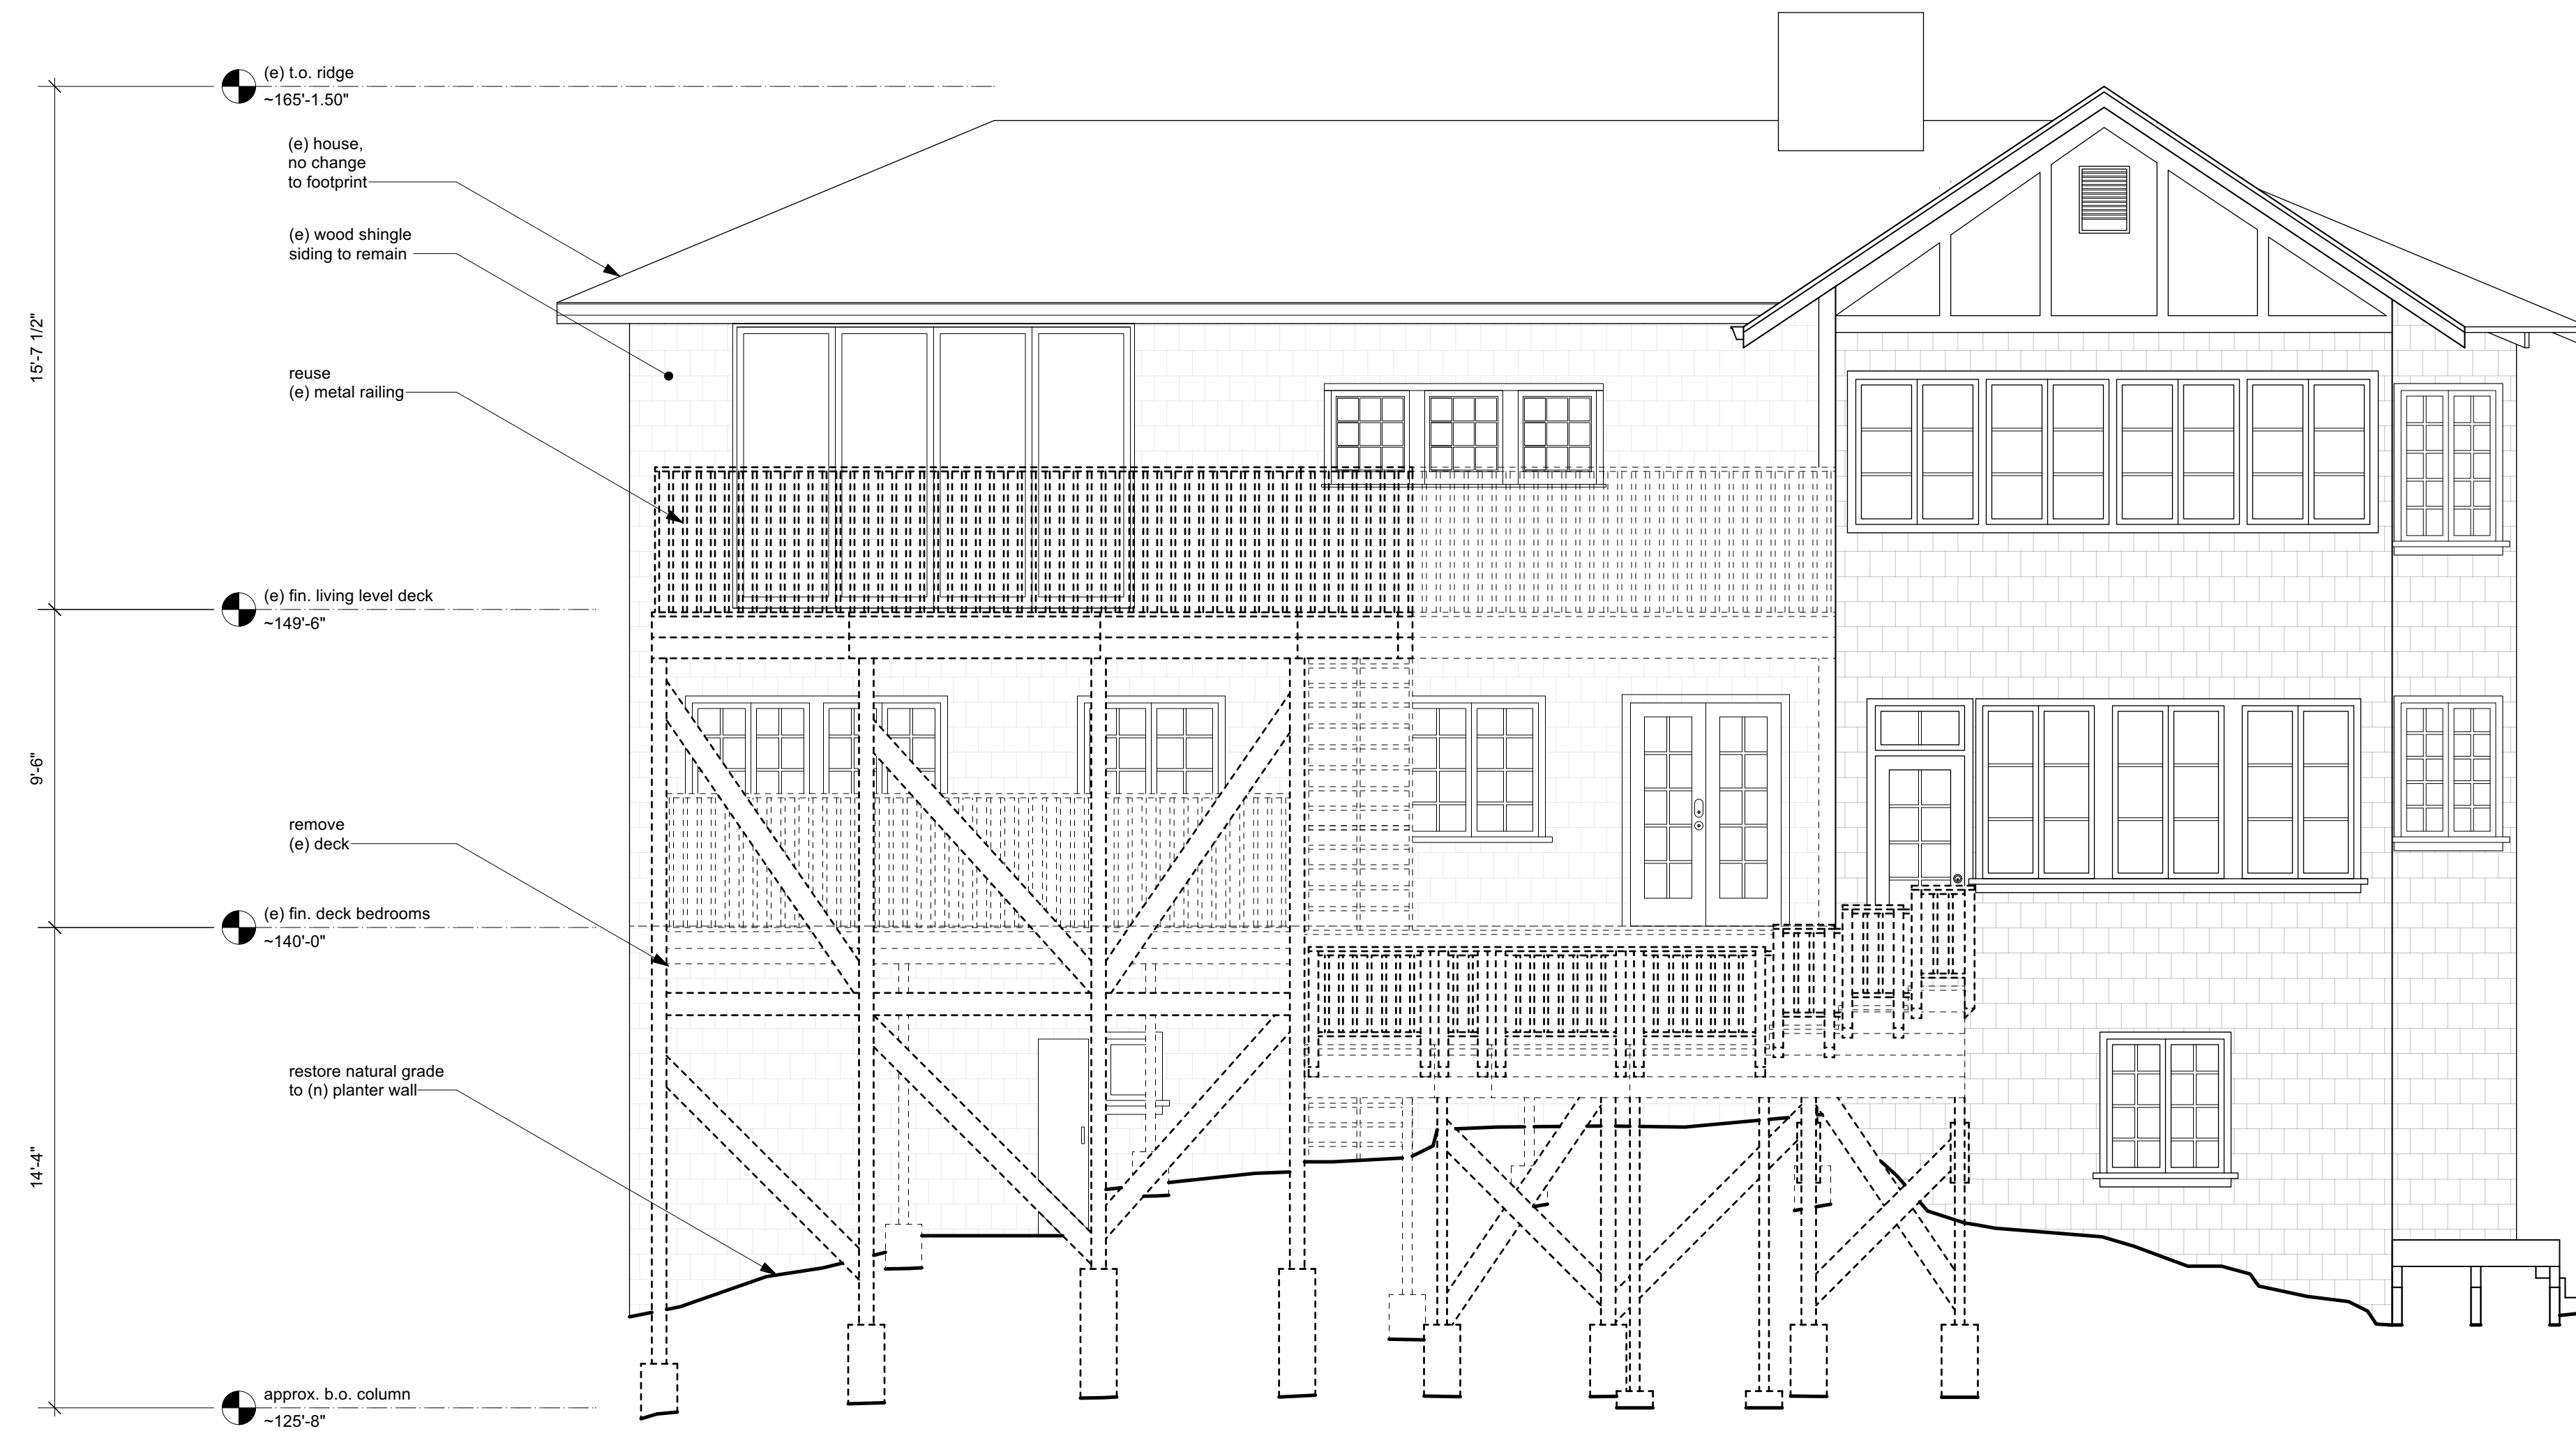 (e) t.o. ridge
~165'-1.50"
(e) house,
no change
to footprint
(e) wood shingle
siding to remain
15'-7 1/2"
reuse
(e) metal railing
(e) fin. living level deck
~149'-6"
9'-6"
remove
(e) deck
(e) fin. deck bedrooms
~140'-0"
restore natural grade
to (n) planter wall
14'-4"
approx. b.o. column
~125'-8"